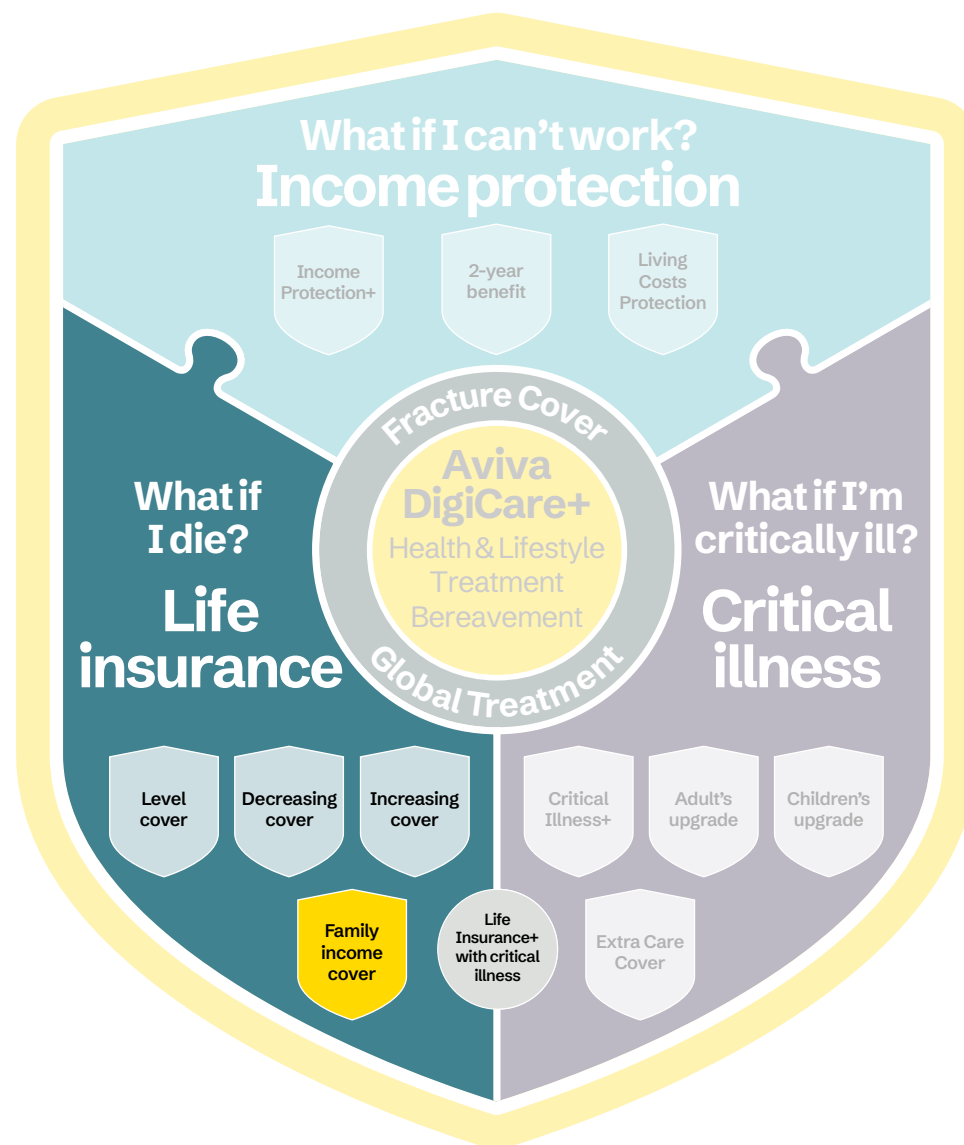 What if I can't work?
Income protection
Income
Protection+
2-year
benefit
Living
Costs
Protection
Fracture Cover
Aviva
DigiCare+
Health & Lifestyle
Treatment
Bereavement
Global Treatment
What if
I die?
Life
insurance
What if I'm
critically ill?
Critical
illness
Level
cover
Decreasing
cover
Increasing
cover
Critical
Illness+
Adult's
upgrade
Children's
upgrade
Family
income
cover
Life
Insurance+
with critical
illness
Extra Care
Cover